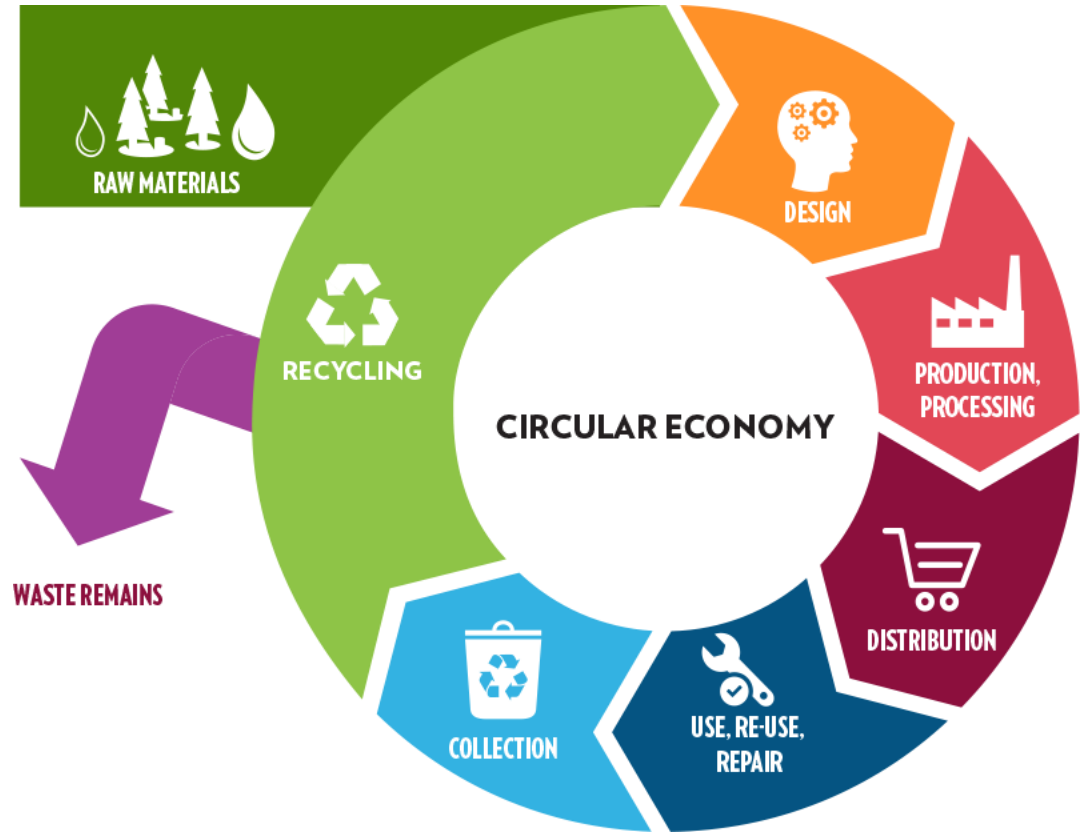 RAW MATERIALS
DESIGN
RECYCLING
PRODUCTION,
PROCESSING
CIRCULAR ECONOMY
WASTE REMAINS
DISTRIBUTION
USE, RE-USE,
REPAIR
COLLECTION